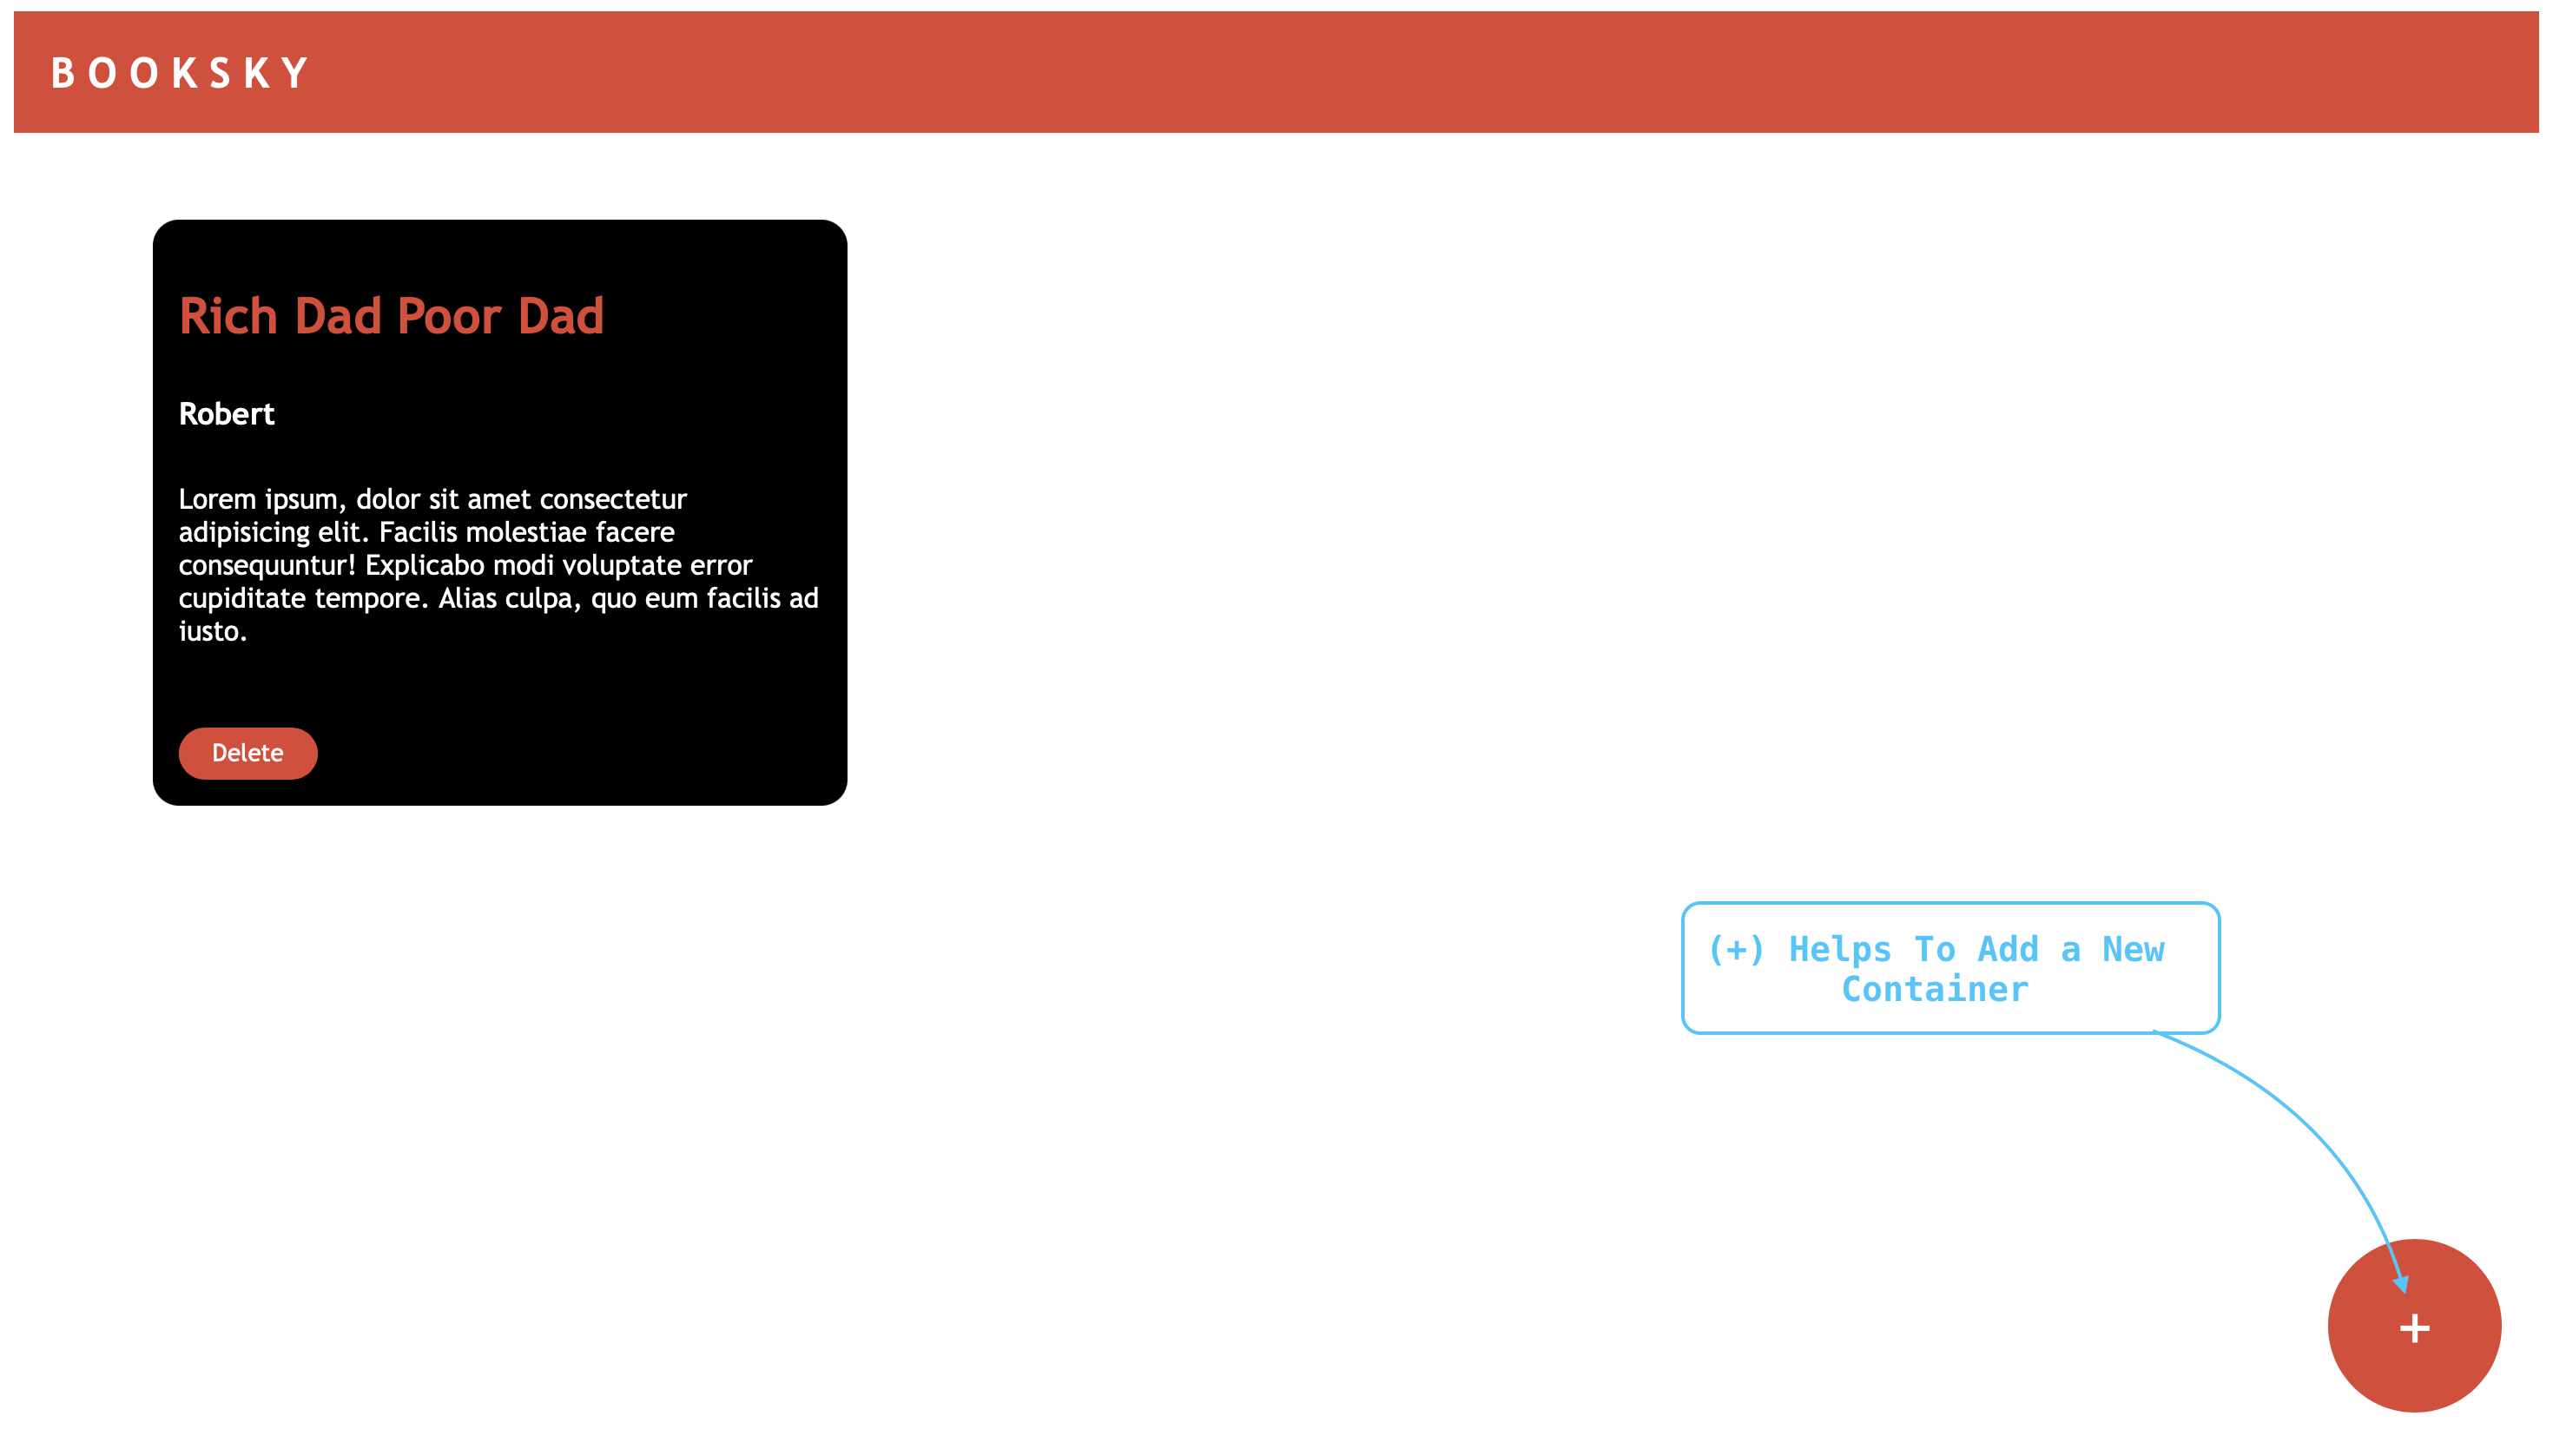 BOOKSKY
Rich Dad Poor Dad
Robert
Lorem ipsum, dolor sit amet consectetur
adipisicing elit. Facilis molestiae facere
consequuntur! Explicabo modi voluptate error
cupiditate tempore. Alias culpa, quo eum facilis ad
iusto.
Delete
(+) Helps To Add a New
Container
+